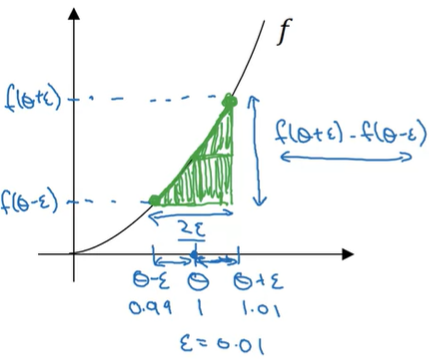 f
f(θ+ε)
f(θ+ε) - f(θ-ε)
f(θ-ε)
2ε
θ-ε θ θ+ε
0.99 1 1.01
ε = 0.01